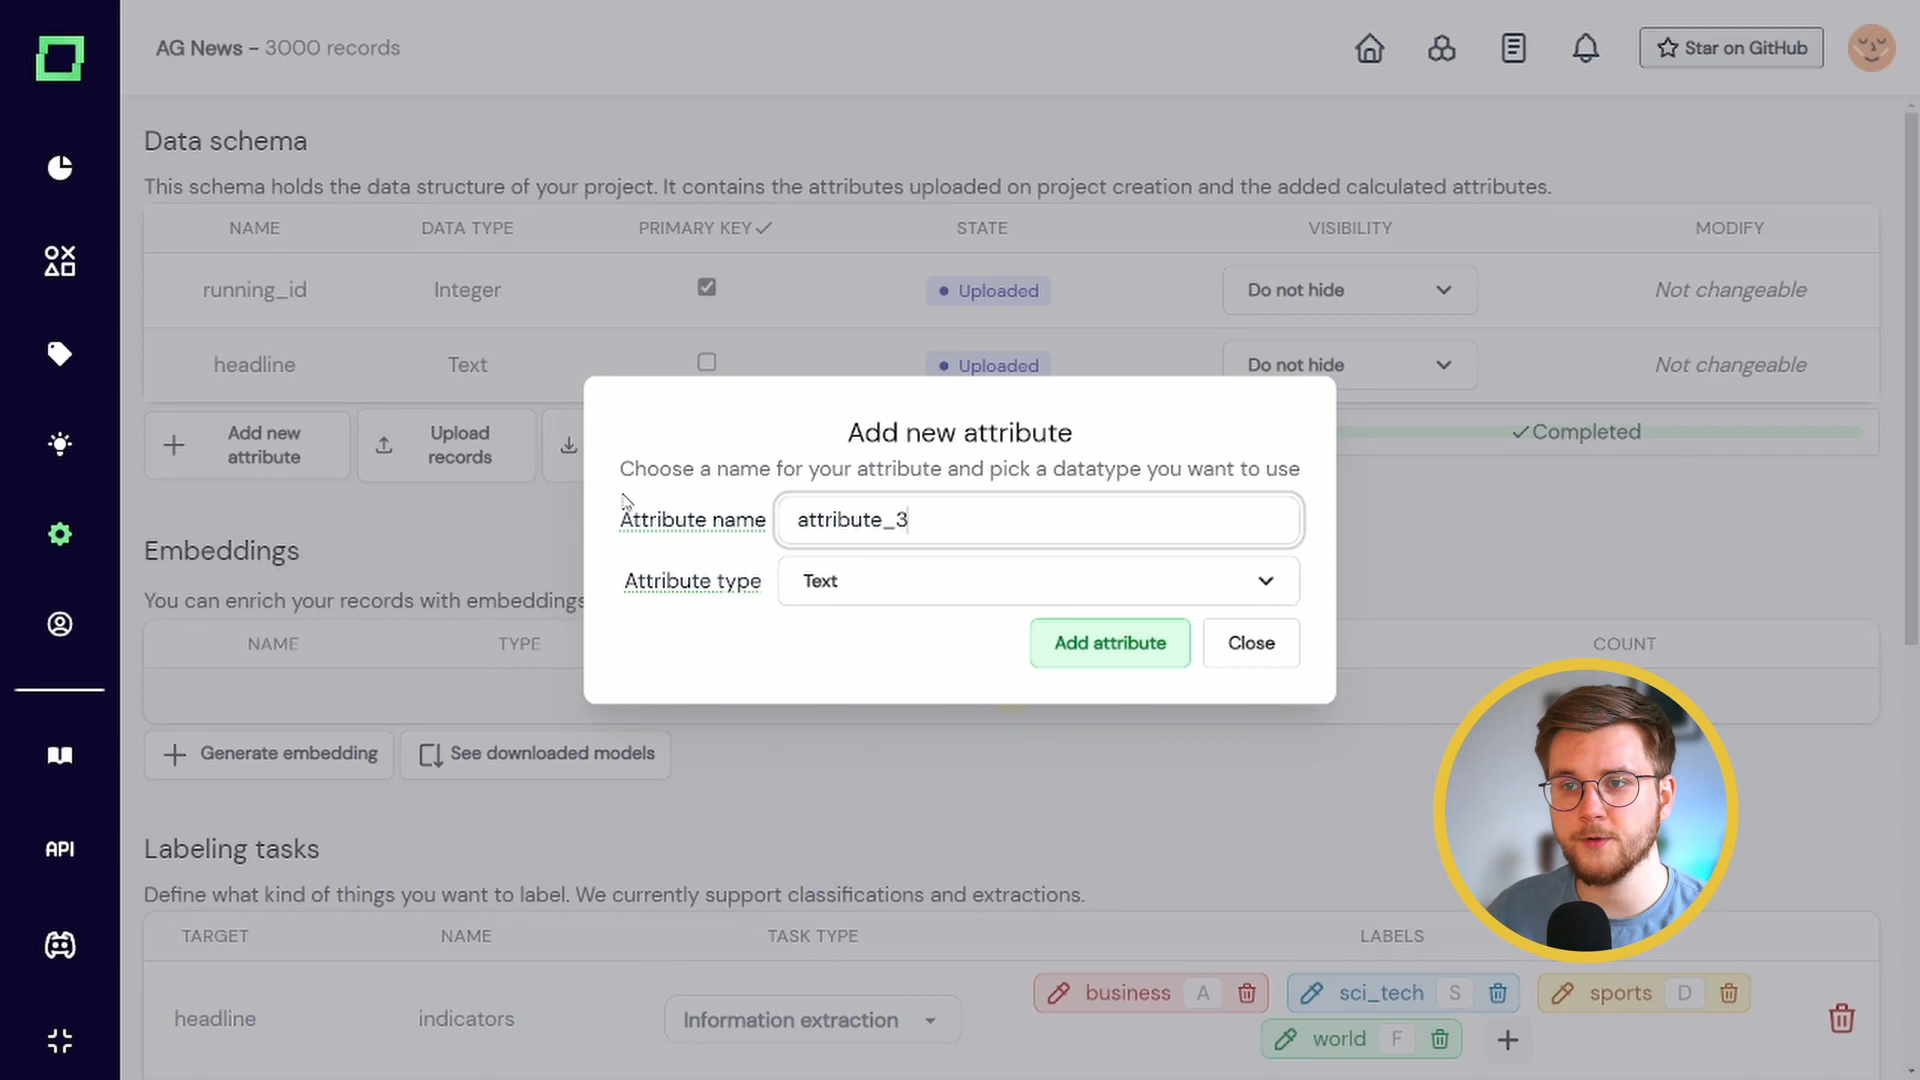 AG News – 3000 records
Star on GitHub
Data schema
This schema holds the data structure of your project. It contains the attributes uploaded on project creation and the added calculated attributes.
NAME DATA TYPE PRIMARY KEY STATE VISIBILITY MODIFY
running_id Integer Uploaded Do not hide Not changeable
headline Text Uploaded Do not hide Not changeable
Add new attribute
Choose a name for your attribute and pick a datatype you want to use
Attribute name attribute_3
Attribute type Text
Add attribute Close
Add new
attribute
Upload
records
Completed
Embeddings
You can enrich your records with embeddings
NAME TYPE COUNT
Generate embedding See downloaded models
Labeling tasks
Define what kind of things you want to label. We currently support classifications and extractions.
TARGET NAME TASK TYPE LABELS
headline indicators Information extraction
business A sci_tech S sports D
world F
API